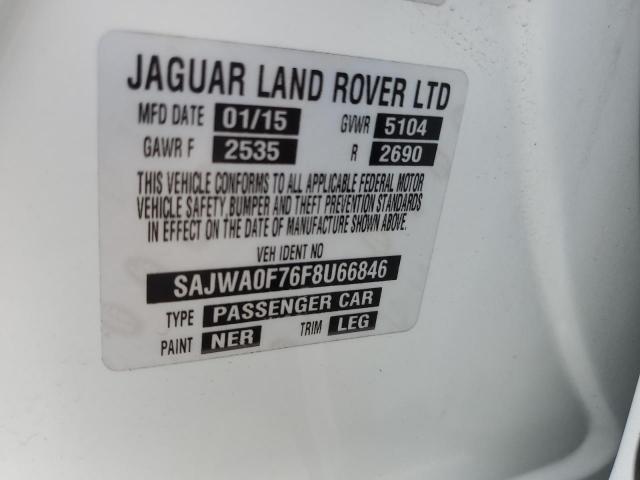 JAGUAR LAND ROVER LTD
MFD DATE 01/15 GVWR 5104
GAWR F 2535 R 2690
THIS VEHICLE CONFORMS TO ALL APPLICABLE FEDERAL MOTOR
VEHICLE SAFETY,BUMPER AND THEFT PREVENTION STANDARDS
IN EFFECT ON THE DATE OF MANUFACTURE SHOWN ABOVE.
VEH IDENT NO
SAJWA0F76F8U66846
TYPE PASSENGER CAR
PAINT NER TRIM LEG